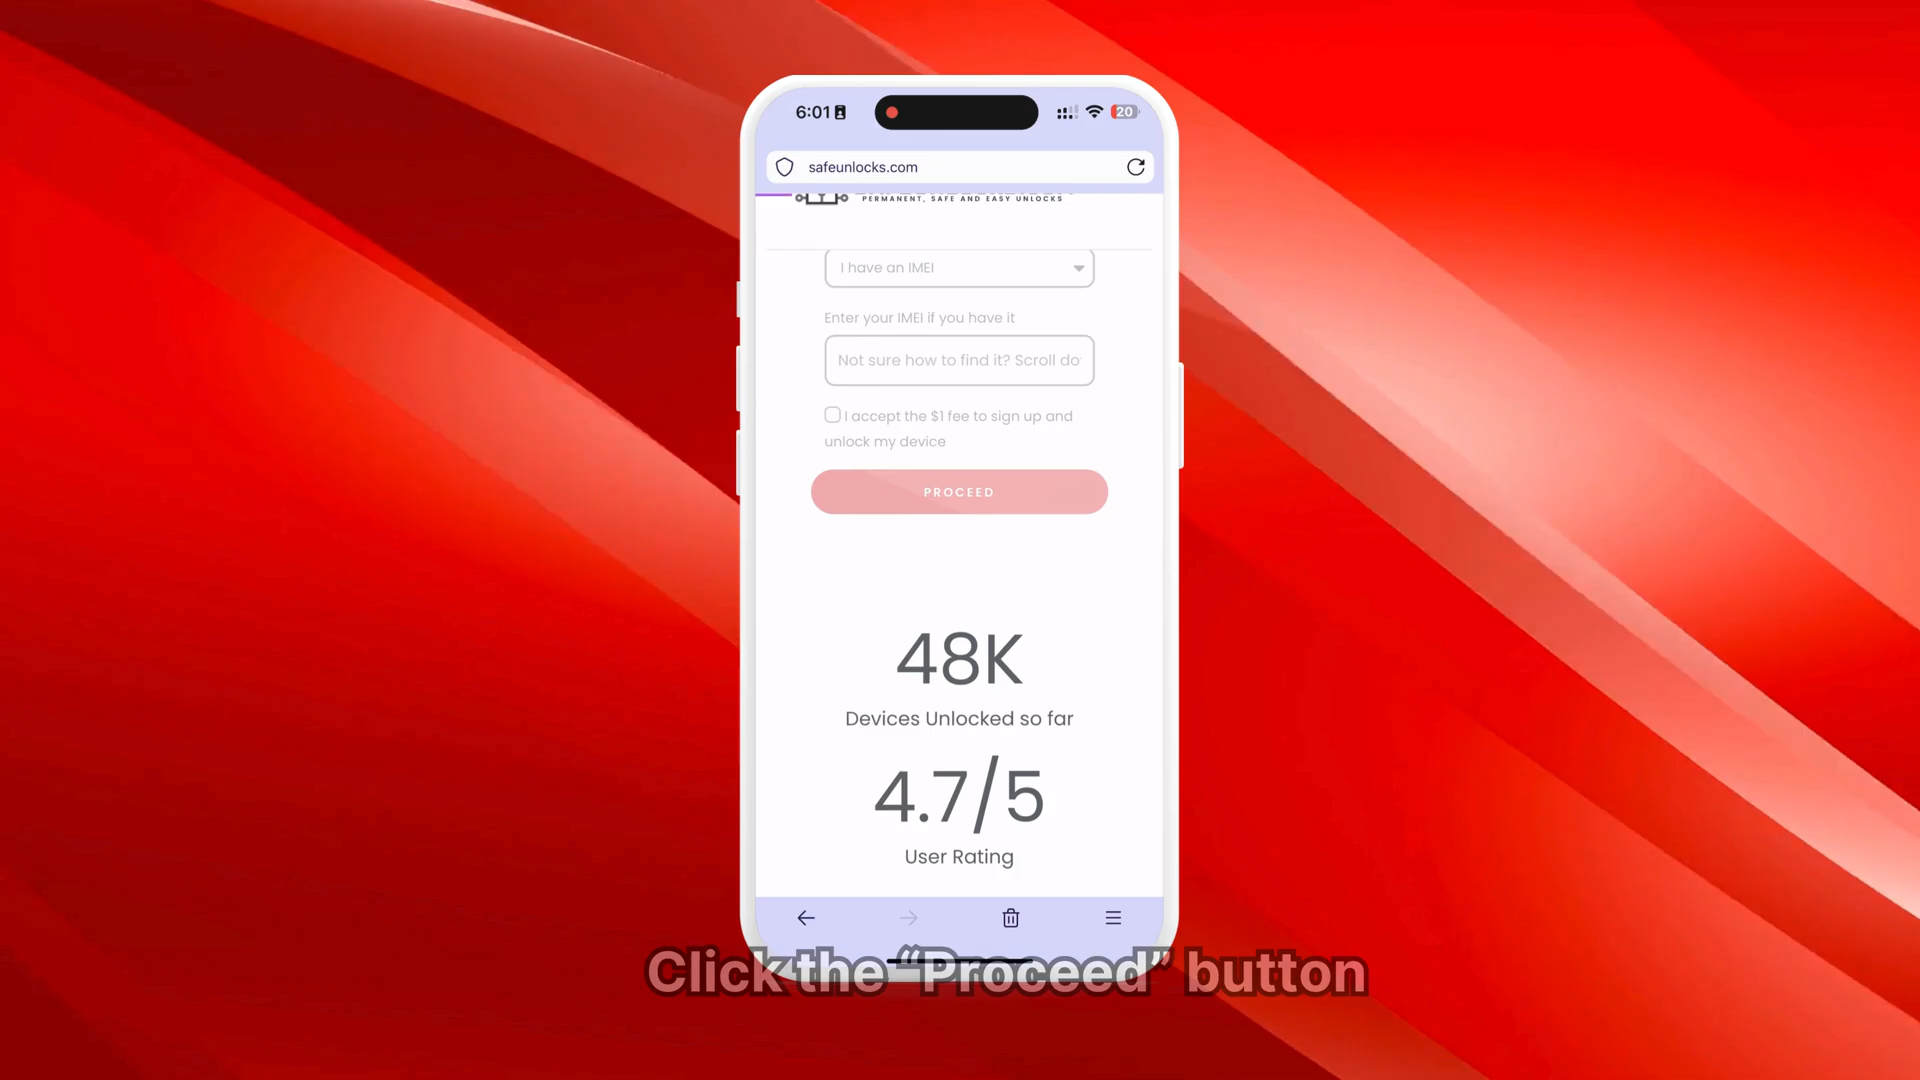 6:01
20
safeunlocks.com
PERMANENT, SAFE AND EASY UNLOCKS
I have an IMEI
Enter your IMEI if you have it
Not sure how to find it? Scroll do
I accept the $1 fee to sign up and
unlock my device
PROCEED
48K
Devices Unlocked so far
4.7/5
User Rating
Click the “Proceed” button